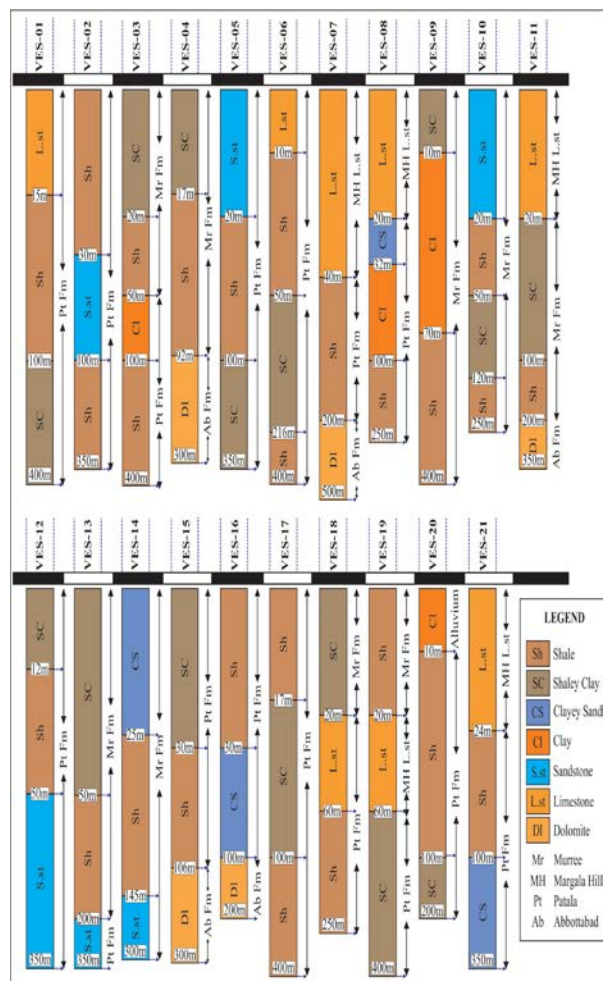 VES-01 VES-02 VES-03 VES-04 VES-05 VES-06 VES-07 VES-08 VES-09 VES-10 VES-11
L.st 15m Sh 100m SC 400m Pt Fm
Sh 30m S.st 100m Sh 350m Pt Fm
SC 20m Sh 50m Cl 100m Sh 400m Mr Fm Pt Fm
SC 17m Sh 92m Dl 300m Mr Fm Ab Fm
S.st 20m Sh 100m SC 350m Pt Fm
L.st 10m Sh 50m SC 216m Sh 400m Pt Fm
L.st 40m Sh 200m Dl 500m MH L.st Pt Fm Ab Fm
L.st 20m CS 32m Cl 100m Sh 250m MH L.st Pt Fm
SC 10m Cl 70m Sh 400m Mr Fm
S.st 20m Sh 50m SC 120m Sh 250m Mr Fm
L.st 20m SC 100m Sh 200m Dl 350m MH L.st Mr Fm Ab Fm
VES-12 VES-13 VES-14 VES-15 VES-16 VES-17 VES-18 VES-19 VES-20 VES-21
SC 12m Sh 50m S.st 350m Pt Fm
SC 50m Sh 200m S.st 350m Mr Fm Pt Fm
CS 25m Sh 145m S.st 300m Mr Fm
SC 30m Sh 106m Dl 300m Pt Fm Ab Fm
Sh 30m CS 100m Dl 200m Pt Fm Ab Fm
Sh 17m SC 100m Sh 400m Pt Fm
SC 20m L.st 60m Sh 250m Mr Fm MH L.st Pt Fm
Sh 20m L.st 60m SC 400m Mr Fm MH L.st Pt Fm
Cl 10m Sh 100m SC 200m Alluvium Pt Fm
L.st 24m Sh 100m CS 350m MH L.st Pt Fm
LEGEND
Sh Shale
SC Shaley Clay
CS Clayey Sand
Cl Clay
S.st Sandstone
L.st Limestone
Dl Dolomite
Mr Murree
MH Margala Hill
Pt Patala
Ab Abbottabad